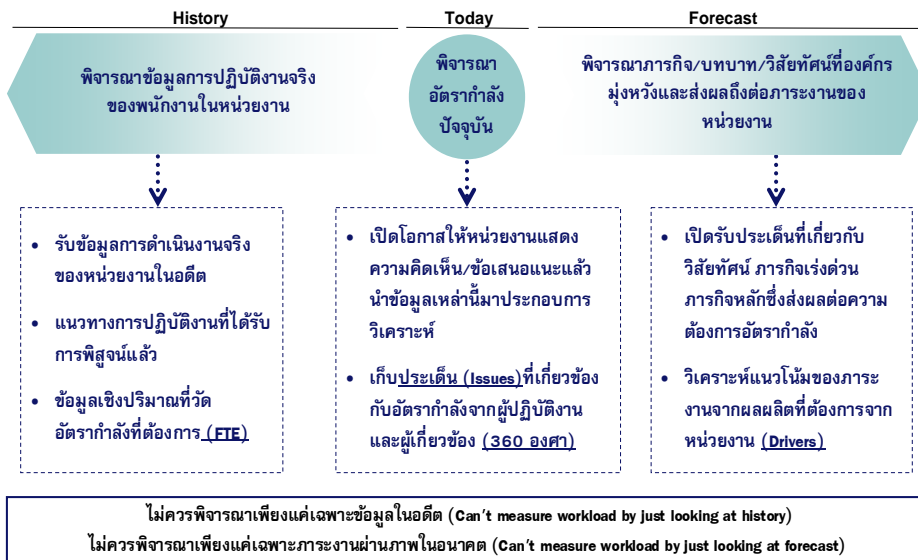 History
Today
Forecast
พิจารณาข้อมูลการปฏิบัติงานจริง
ของพนักงานในหน่วยงาน
พิจารณา
อัตรากำลัง
ปัจจุบัน
พิจารณาภารกิจ/บทบาท/วิสัยทัศน์ที่องค์กร
มุ่งหวังและส่งผลถึงต่อภาระงานของ
หน่วยงาน
• รับข้อมูลการดำเนินงานจริง
ของหน่วยงานในอดีต
• แนวทางการปฏิบัติงานที่ได้รับ
การพิสูจน์แล้ว
• ข้อมูลเชิงปริมาณที่วัด
อัตรากำลังที่ต้องการ (FTE)
• เปิดโอกาสให้หน่วยงานแสดง
ความคิดเห็น/ข้อเสนอแนะแล้ว
นำข้อมูลเหล่านี้มาประกอบการ
วิเคราะห์
• เก็บประเด็น (Issues)ที่เกี่ยวข้อง
กับอัตรากำลังจากผู้ปฏิบัติงาน
และผู้เกี่ยวข้อง (360 องศา)
• เปิดรับประเด็นที่เกี่ยวกับ
วิสัยทัศน์ ภารกิจเร่งด่วน
ภารกิจหลักซึ่งส่งผลต่อความ
ต้องการอัตรากำลัง
• วิเคราะห์แนวโน้มของภาระ
งานจากผลผลิตที่ต้องการจาก
หน่วยงาน (Drivers)
ไม่ควรพิจารณาเพียงแค่เฉพาะข้อมูลในอดีต (Can't measure workload by just looking at history)
ไม่ควรพิจารณาเพียงแค่เฉพาะภาระงานผ่านภาพในอนาคต (Can't measure workload by just looking at forecast)